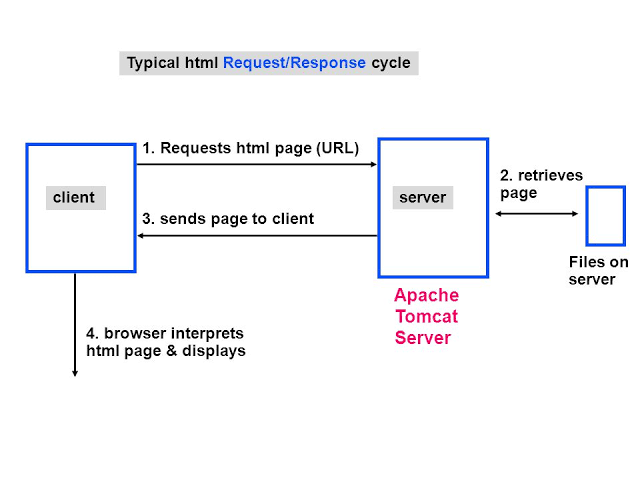 Typical html Request/Response cycle
1. Requests html page (URL)
client
server
2. retrieves
page
3. sends page to client
Files on
server
Apache
Tomcat
Server
4. browser interprets
html page & displays